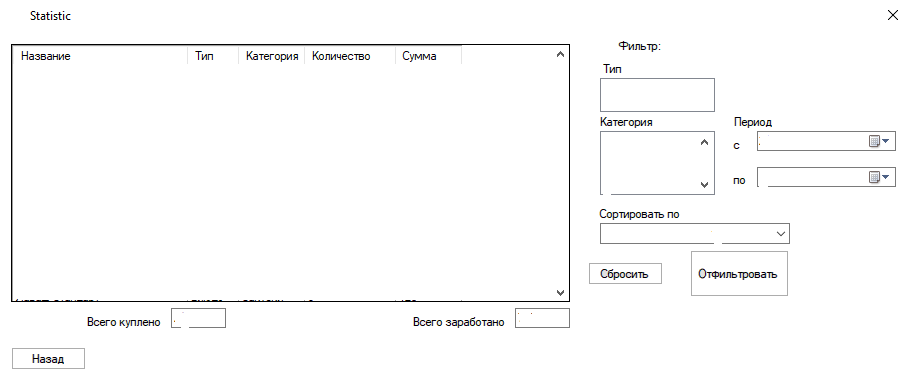 Statistic
Название Тип Категория Количество Сумма
Фильтр:
Тип
Категория
Период
с
по
Сортировать по
Сбросить
Отфильтровать
Всего куплено
Всего заработано
Назад